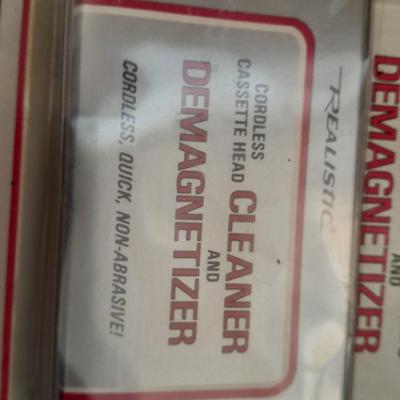 REALISTIC
CORDLESS
CASSETTE HEAD CLEANER
AND
DEMAGNETIZER
CORDLESS, QUICK, NON-ABRASIVE!
AND
DEMAGNETIZER